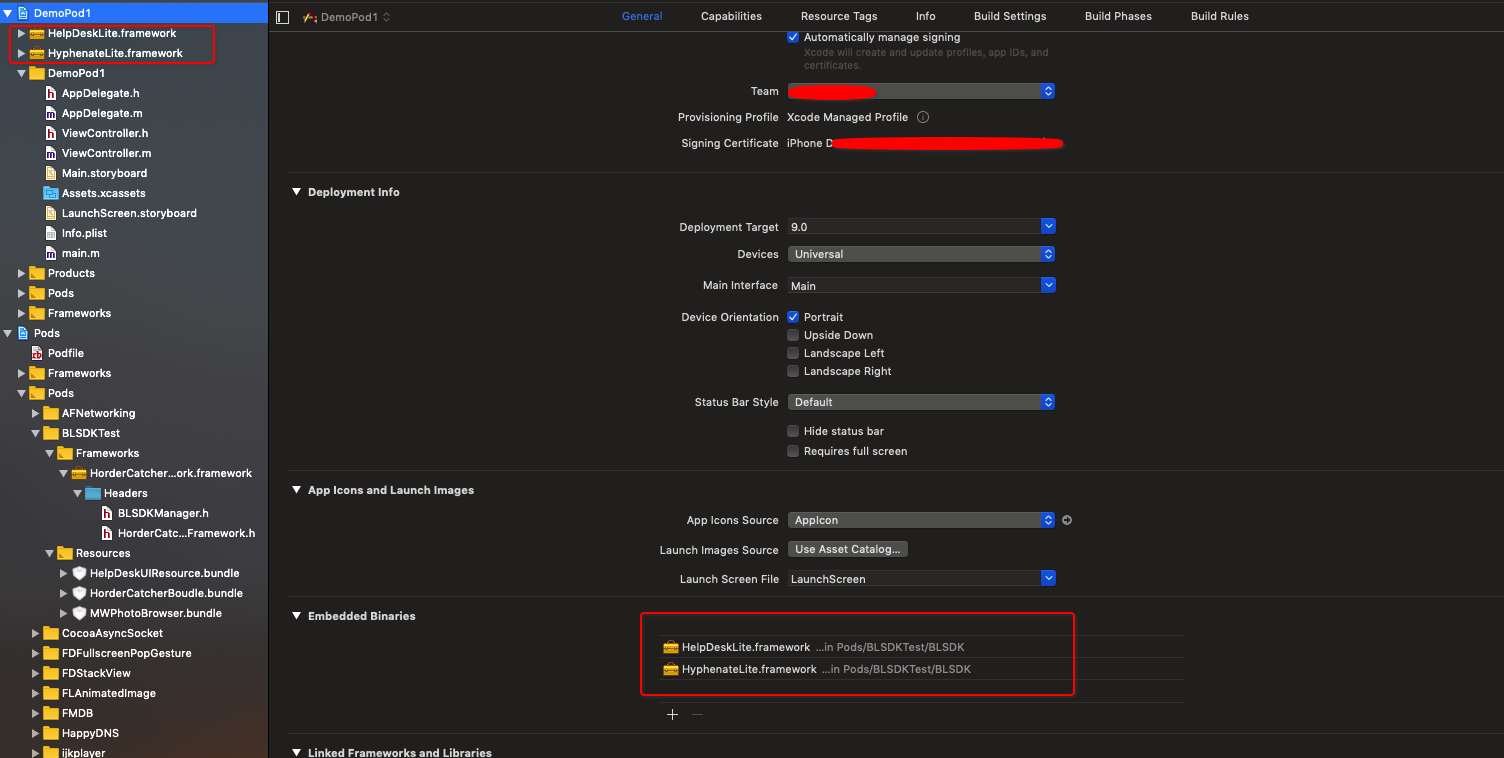 DemoPod1
HelpDeskLite.framework
HyphenateLite.framework
DemoPod1
AppDelegate.h
AppDelegate.m
ViewController.h
ViewController.m
Main.storyboard
Assets.xcassets
LaunchScreen.storyboard
Info.plist
main.m
Products
Pods
Frameworks
Pods
Podfile
Frameworks
Pods
AFNetworking
BLSDKTest
Frameworks
HorderCatcher...ork.framework
Headers
BLSDKManager.h
HorderCatc...Framework.h
Resources
HelpDeskUIResource.bundle
HorderCatcherBoudle.bundle
MWPhotoBrowser.bundle
CocoaAsyncSocket
FDFullscreenPopGesture
FDStackView
FLAnimatedImage
FMDB
HappyDNS
ijkplayer
DemoPod1
General Capabilities Resource Tags Info Build Settings Build Phases Build Rules
Automatically manage signing
Xcode will create and update profiles, app IDs, and
certificates.
Team
Provisioning Profile Xcode Managed Profile
Signing Certificate iPhone D
Deployment Info
Deployment Target 9.0
Devices Universal
Main Interface Main
Device Orientation Portrait
Upside Down
Landscape Left
Landscape Right
Status Bar Style Default
Hide status bar
Requires full screen
App Icons and Launch Images
App Icons Source AppIcon
Launch Images Source Use Asset Catalog...
Launch Screen File LaunchScreen
Embedded Binaries
HelpDeskLite.framework ...in Pods/BLSDKTest/BLSDK
HyphenateLite.framework ...in Pods/BLSDKTest/BLSDK
Linked Frameworks and Libraries